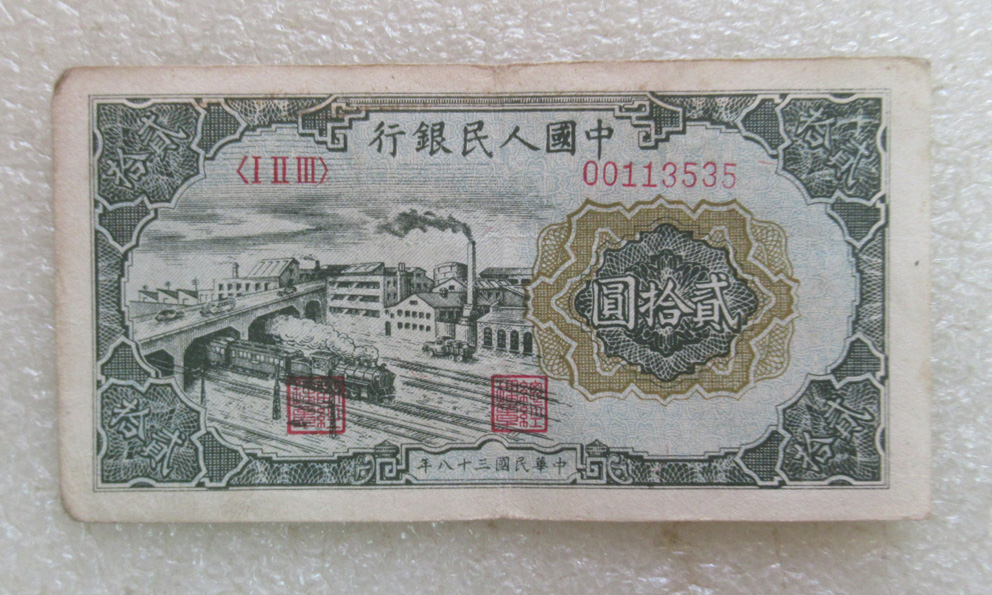 中國人民銀行
〈I II III〉
00113535
貳拾圓
貳拾
貳拾
貳拾
貳拾
中華民國三十八年